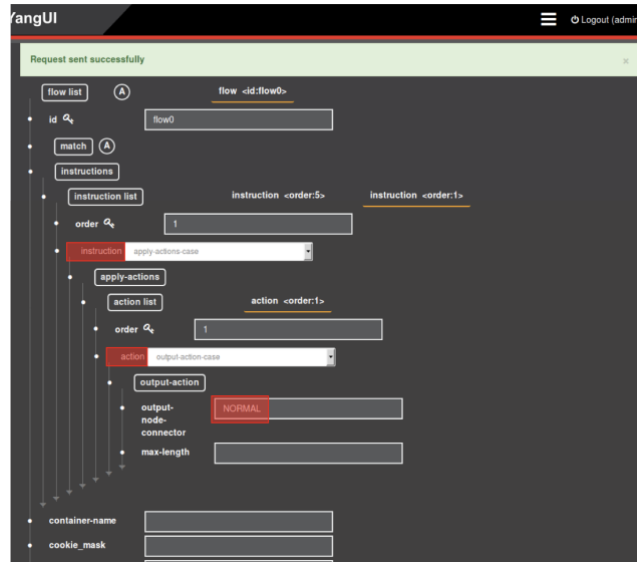 YangUI
Logout (admin
Request sent successfully ×
flow list A flow <id:flow0>
id flow0
match A
instructions
instruction list instruction <order:5> instruction <order:1>
order 1
instruction apply-actions-case
apply-actions
action list action <order:1>
order 1
action output-action-case
output-action
output-node-connector NORMAL
max-length
container-name
cookie_mask